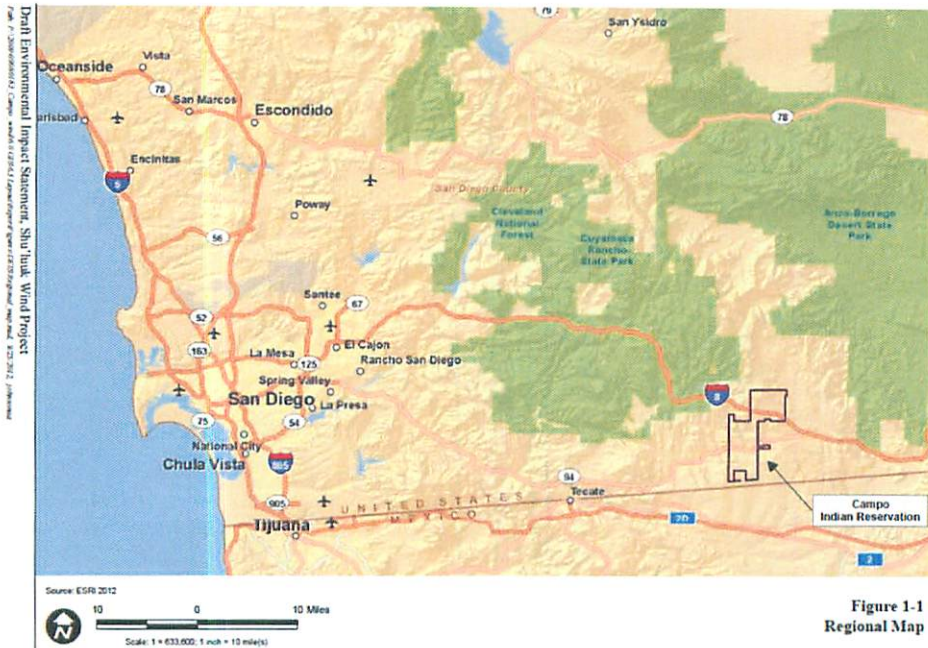 79
San Ysidro
Oceanside
Vista
78
San Marcos
Escondido
arlsbad
78
Encinitas
5
San Diego County
Poway
Cleveland
National
Forest
Cuyamaca
Rancho
State Park
Anza-Borrego
Desert State
Park
56
Santee
67
52
163
El Cajon
La Mesa
125
Rancho San Diego
Spring Valley
San Diego
La Presa
8
75
54
National City
Chula Vista
805
94
Tecate
905
UNITED STATES
MEXICO
Tijuana
2D
2
Campo
Indian Reservation
Source: ESRI 2012
10 0 10 Miles
N
Scale: 1 = 633,600; 1 inch = 10 mile(s)
Figure 1-1
Regional Map
Draft Environmental Impact Statement, Shu'luuk Wind Project